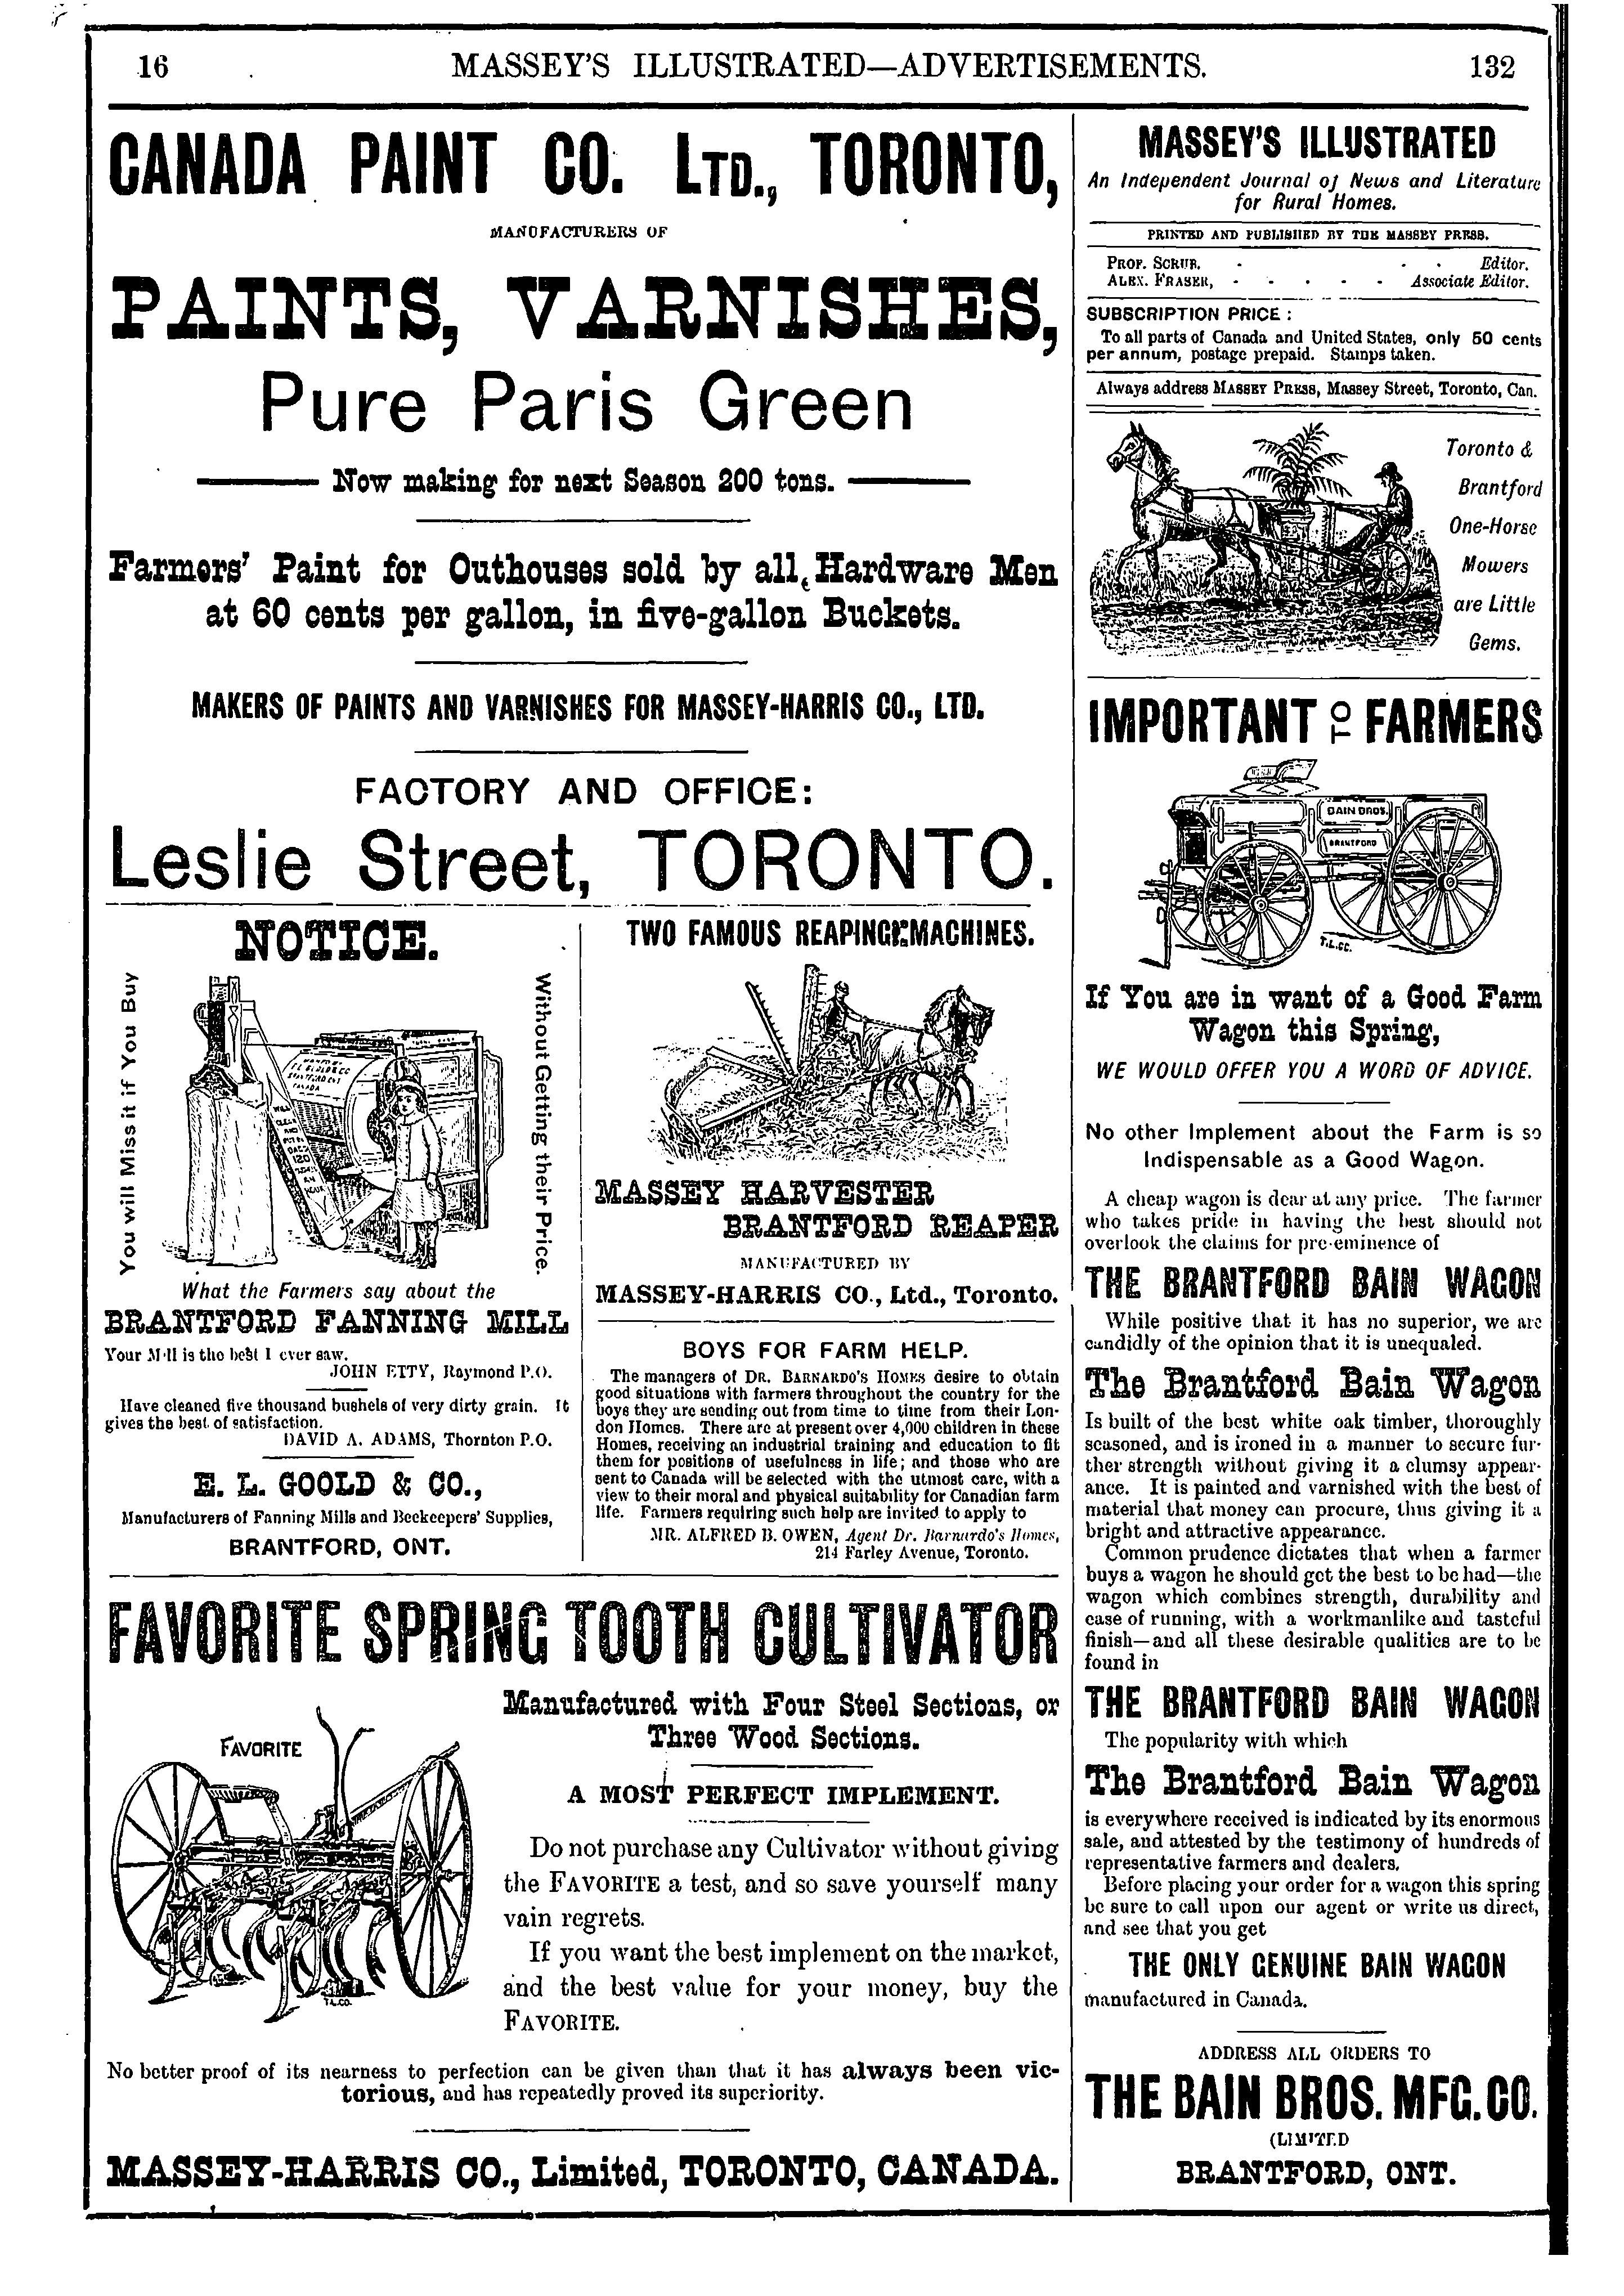 16
MASSEY'S ILLUSTRATED—ADVERTISEMENTS.
132
CANADA PAINT CO. LTD., TORONTO,
MANUFACTURERS OF
PAINTS, VARNISHES,
Pure Paris Green
Now making for next Season 200 tons.
Farmers' Paint for Outhouses sold by all Hardware Men
at 60 cents per gallon, in five-gallon Buckets.
MAKERS OF PAINTS AND VARNISHES FOR MASSEY-HARRIS CO., LTD.
FACTORY AND OFFICE:
Leslie Street, TORONTO.
NOTICE.
You will Miss it if You Buy
Without Getting their Price.
What the Farmers say about the
BRANTFORD FANNING MILL
Your Mill is the best I ever saw.
JOHN ETTY, Raymond P.O.
Have cleaned five thousand bushels of very dirty grain. It
gives the best of satisfaction.
DAVID A. ADAMS, Thornton P.O.
E. L. GOOLD & CO.,
Manufacturers of Fanning Mills and Beekeepers' Supplies,
BRANTFORD, ONT.
TWO FAMOUS REAPING MACHINES.
MASSEY HARVESTER
BRANTFORD REAPER
MANUFACTURED BY
MASSEY-HARRIS CO., Ltd., Toronto.
BOYS FOR FARM HELP.
The managers of DR. BARNARDO'S HOMES desire to obtain
good situations with farmers throughout the country for the
boys they are sending out from time to time from their Lon-
don Homes. There are at present over 4,000 children in these
Homes, receiving an industrial training and education to fit
them for positions of usefulness in life; and those who are
sent to Canada will be selected with the utmost care, with a
view to their moral and physical suitability for Canadian farm
life. Farmers requiring such help are invited to apply to
MR. ALFRED B. OWEN, Agent Dr. Barnardo's Homes,
214 Farley Avenue, Toronto.
FAVORITE SPRING TOOTH CULTIVATOR
FAVORITE
T.L.CO.
Manufactured with Four Steel Sections, or
Three Wood Sections.
A MOST PERFECT IMPLEMENT.
Do not purchase any Cultivator without giving
the FAVORITE a test, and so save yourself many
vain regrets.
If you want the best implement on the market,
and the best value for your money, buy the
FAVORITE.
No better proof of its nearness to perfection can be given than that it has always been vic-
torious, and has repeatedly proved its superiority.
MASSEY-HARRIS CO., Limited, TORONTO, CANADA.
MASSEY'S ILLUSTRATED
An Independent Journal of News and Literature
for Rural Homes.
PRINTED AND PUBLISHED BY THE MASSEY PRESS.
PROF. SCRUB, - - - Editor.
ALEX. FRASER, - - - - - Associate Editor.
SUBSCRIPTION PRICE:
To all parts of Canada and United States, only 50 cents
per annum, postage prepaid. Stamps taken.
Always address MASSEY PRESS, Massey Street, Toronto, Can.
Toronto &
Brantford
One-Horse
Mowers
are Little
Gems.
IMPORTANT TO FARMERS
BAIN BROS.
BRANTFORD
T.L.CC.
If You are in want of a Good Farm
Wagon this Spring,
WE WOULD OFFER YOU A WORD OF ADVICE.
No other Implement about the Farm is so
Indispensable as a Good Wagon.
A cheap wagon is dear at any price. The farmer
who takes pride in having the best should not
overlook the claims for pre-eminence of
THE BRANTFORD BAIN WAGON
While positive that it has no superior, we are
candidly of the opinion that it is unequaled.
The Brantford Bain Wagon
Is built of the best white oak timber, thoroughly
seasoned, and is ironed in a manner to secure fur-
ther strength without giving it a clumsy appear-
ance. It is painted and varnished with the best of
material that money can procure, thus giving it a
bright and attractive appearance.
Common prudence dictates that when a farmer
buys a wagon he should get the best to be had—the
wagon which combines strength, durability and
ease of running, with a workmanlike and tasteful
finish—and all these desirable qualities are to be
found in
THE BRANTFORD BAIN WAGON
The popularity with which
The Brantford Bain Wagon
is everywhere received is indicated by its enormous
sale, and attested by the testimony of hundreds of
representative farmers and dealers.
Before placing your order for a wagon this spring
be sure to call upon our agent or write us direct,
and see that you get
THE ONLY GENUINE BAIN WAGON
manufactured in Canada.
ADDRESS ALL ORDERS TO
THE BAIN BROS. MFG. CO.
(LIMITED
BRANTFORD, ONT.